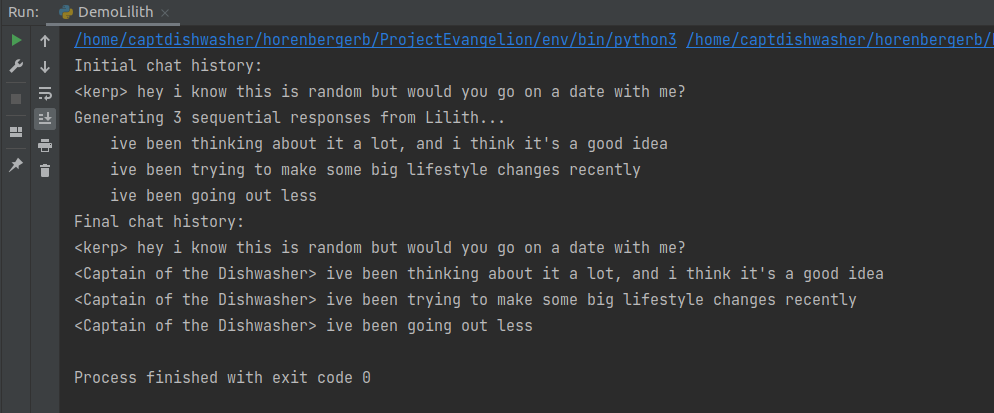 Run: DemoLilith
/home/captdishwasher/horenbergerb/ProjectEvangelion/env/bin/python3 /home/captdishwasher/horenbergerb/
Initial chat history:
<kerp> hey i know this is random but would you go on a date with me?
Generating 3 sequential responses from Lilith...
ive been thinking about it a lot, and i think it's a good idea
ive been trying to make some big lifestyle changes recently
ive been going out less
Final chat history:
<kerp> hey i know this is random but would you go on a date with me?
<Captain of the Dishwasher> ive been thinking about it a lot, and i think it's a good idea
<Captain of the Dishwasher> ive been trying to make some big lifestyle changes recently
<Captain of the Dishwasher> ive been going out less
Process finished with exit code 0